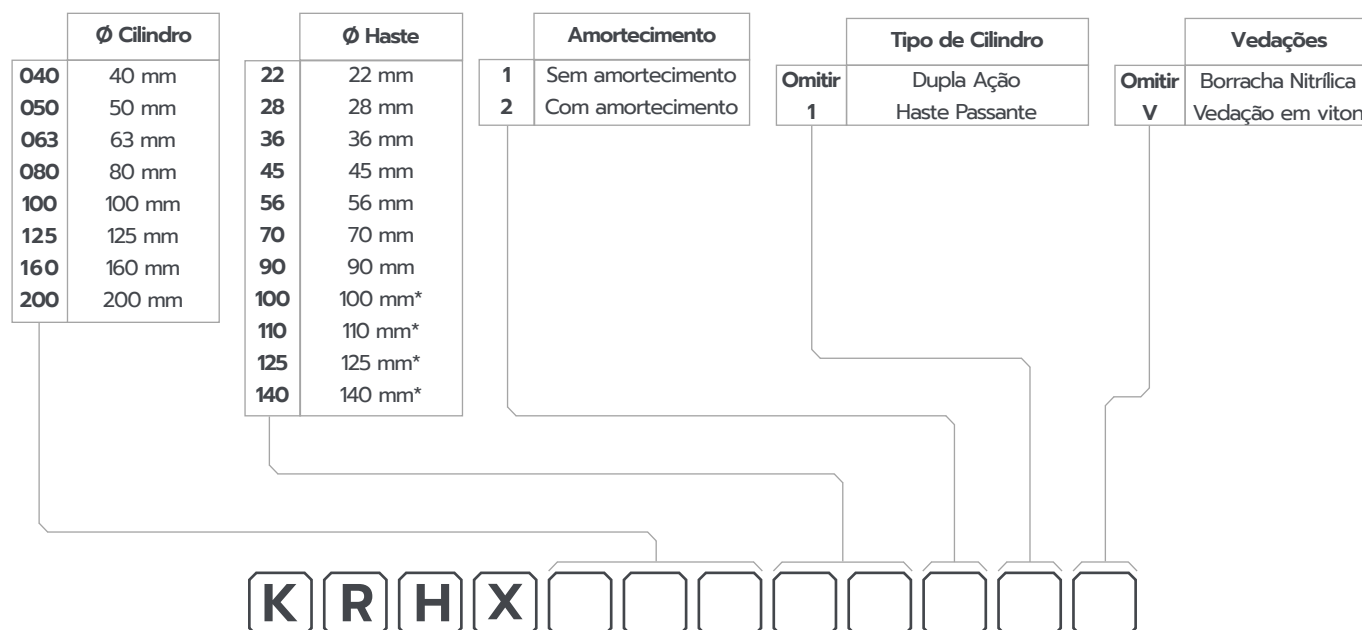 Ø Cilindro
040 40 mm
050 50 mm
063 63 mm
080 80 mm
100 100 mm
125 125 mm
160 160 mm
200 200 mm
Ø Haste
22 22 mm
28 28 mm
36 36 mm
45 45 mm
56 56 mm
70 70 mm
90 90 mm
100 100 mm*
110 110 mm*
125 125 mm*
140 140 mm*
Amortecimento
1 Sem amortecimento
2 Com amortecimento
Tipo de Cilindro
Omitir Dupla Ação
1 Haste Passante
Vedações
Omitir Borracha Nitrílica
V Vedação em viton
K R H X